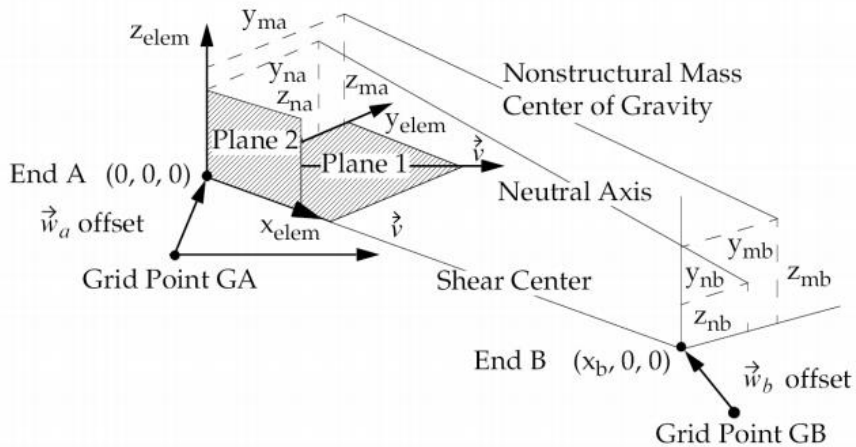 y_ma
z_elem
y_na
z_ma
Nonstructural Mass
Center of Gravity
z_na
y_elem
Plane 2
Plane 1
v⃗
End A (0, 0, 0)
Neutral Axis
w⃗_a offset
x_elem
v⃗
y_mb
Grid Point GA
Shear Center
y_nb
z_mb
z_nb
End B (x_b, 0, 0)
w⃗_b offset
Grid Point GB